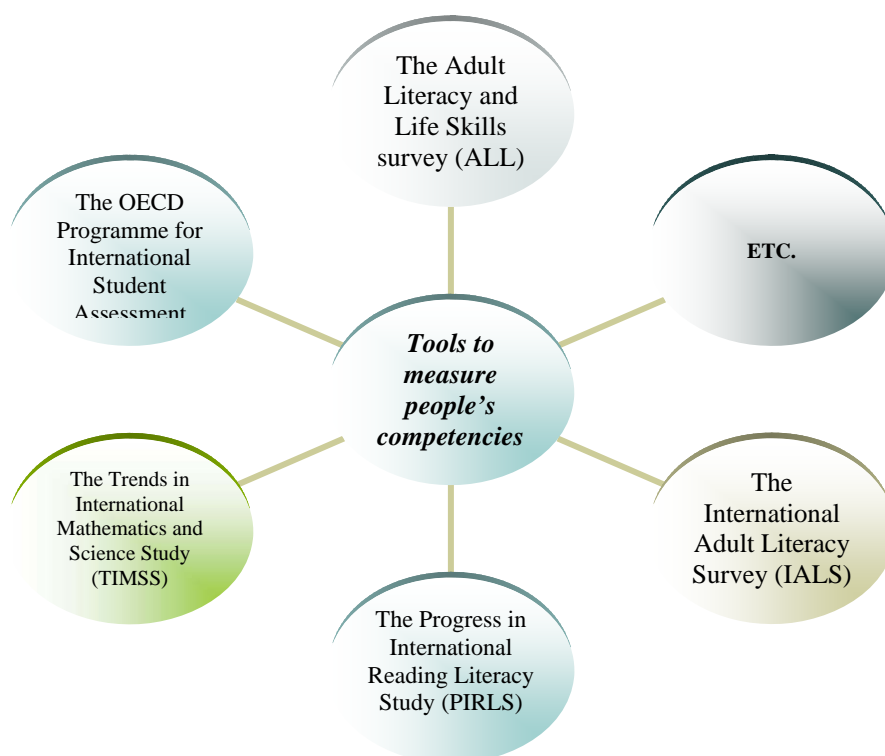 The Adult
Literacy and
Life Skills
survey (ALL)
The OECD
Programme for
International
Student
Assessment
ETC.
Tools to
measure
people’s
competencies
The Trends in
International
Mathematics and
Science Study
(TIMSS)
The
International
Adult Literacy
Survey (IALS)
The Progress in
International
Reading Literacy
Study (PIRLS)